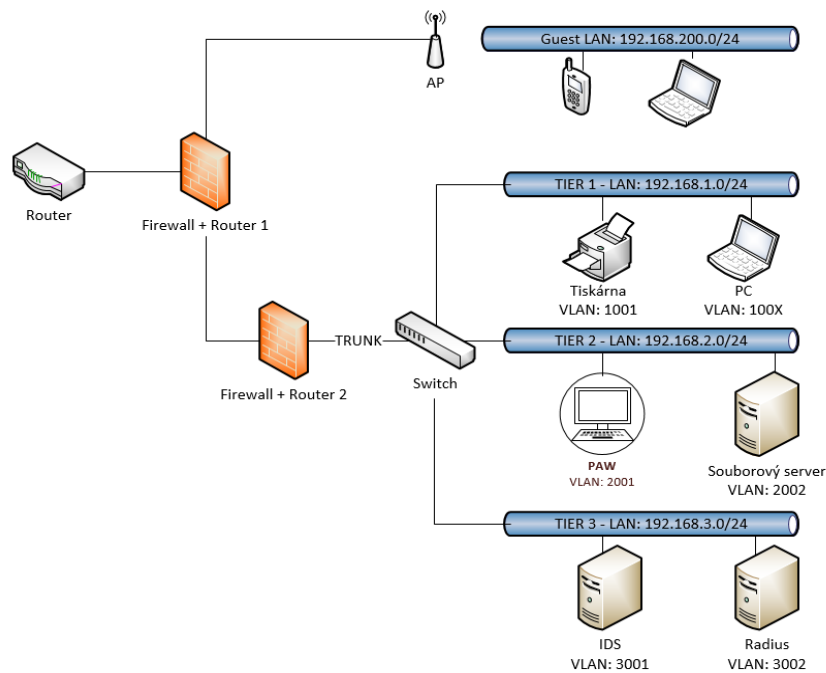 Guest LAN: 192.168.200.0/24
AP
Router
Firewall + Router 1
TIER 1 - LAN: 192.168.1.0/24
Tiskárna
VLAN: 1001
PC
VLAN: 100X
Firewall + Router 2
TRUNK
Switch
TIER 2 - LAN: 192.168.2.0/24
PAW
VLAN: 2001
Souborový server
VLAN: 2002
TIER 3 - LAN: 192.168.3.0/24
IDS
VLAN: 3001
Radius
VLAN: 3002